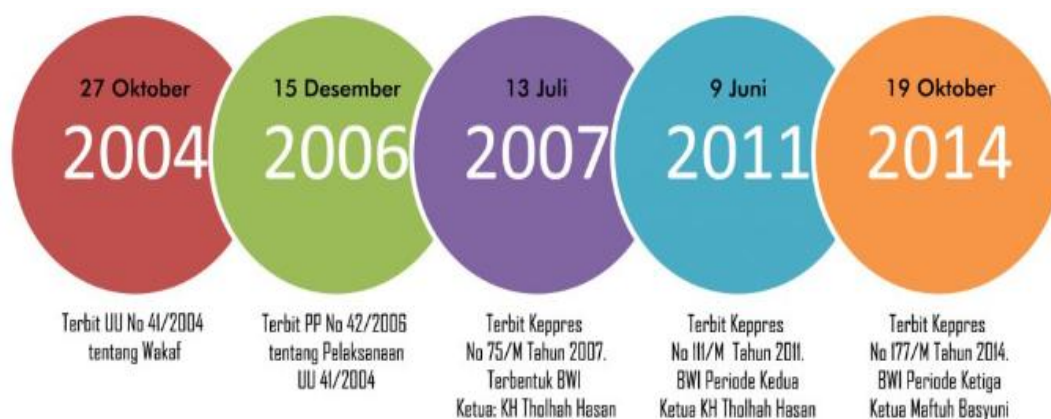 27 Oktober
2004
Terbit UU No 41/2004
tentang Wakaf
15 Desember
2006
Terbit PP No 42/2006
tentang Pelaksanaan
UU 41/2004
13 Juli
2007
Terbit Keppres
No 75/M Tahun 2007.
Terbentuk BWI
Ketua: KH Tholhah Hasan
9 Juni
2011
Terbit Keppres
No 111/M Tahun 2011.
BWI Periode Kedua
Ketua KH Tholhah Hasan
19 Oktober
2014
Terbit Keppres
No 177/M Tahun 2014.
BWI Periode Ketiga
Ketua Maftuh Basyuni